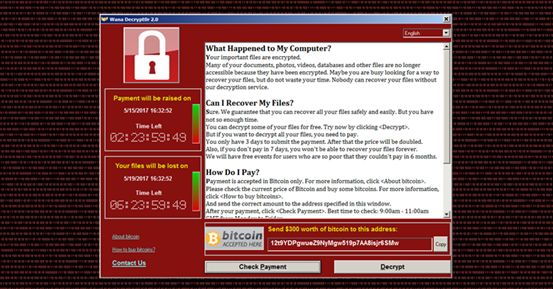 Wana Decrypt0r 2.0
English
What Happened to My Computer?
Your important files are encrypted.
Many of your documents, photos, videos, databases and other files are no longer
accessible because they have been encrypted. Maybe you are busy looking for a way to
recover your files, but do not waste your time. Nobody can recover your files without
our decryption service.
Can I Recover My Files?
Sure. We guarantee that you can recover all your files safely and easily. But you have
not so enough time.
You can decrypt some of your files for free. Try now by clicking <Decrypt>.
But if you want to decrypt all your files, you need to pay.
You only have 3 days to submit the payment. After that the price will be doubled.
Also, if you don't pay in 7 days, you won't be able to recover your files forever.
We will have free events for users who are so poor that they couldn't pay in 6 months.
How Do I Pay?
Payment is accepted in Bitcoin only. For more information, click <About bitcoin>.
Please check the current price of Bitcoin and buy some bitcoins. For more information,
click <How to buy bitcoins>.
And send the correct amount to the address specified in this window.
After your payment, click <Check Payment>. Best time to check: 9:00am - 11:00am
Payment will be raised on
5/15/2017 16:32:52
Time Left
02:23:59:49
Your files will be lost on
5/19/2017 16:32:52
Time Left
06:23:59:49
About bitcoin
How to buy bitcoins?
Contact Us
bitcoin
ACCEPTED HERE
Send $300 worth of bitcoin to this address:
12t9YDPgwueZ9NyMgw519p7AA8isjr6SMw
Copy
Check Payment
Decrypt